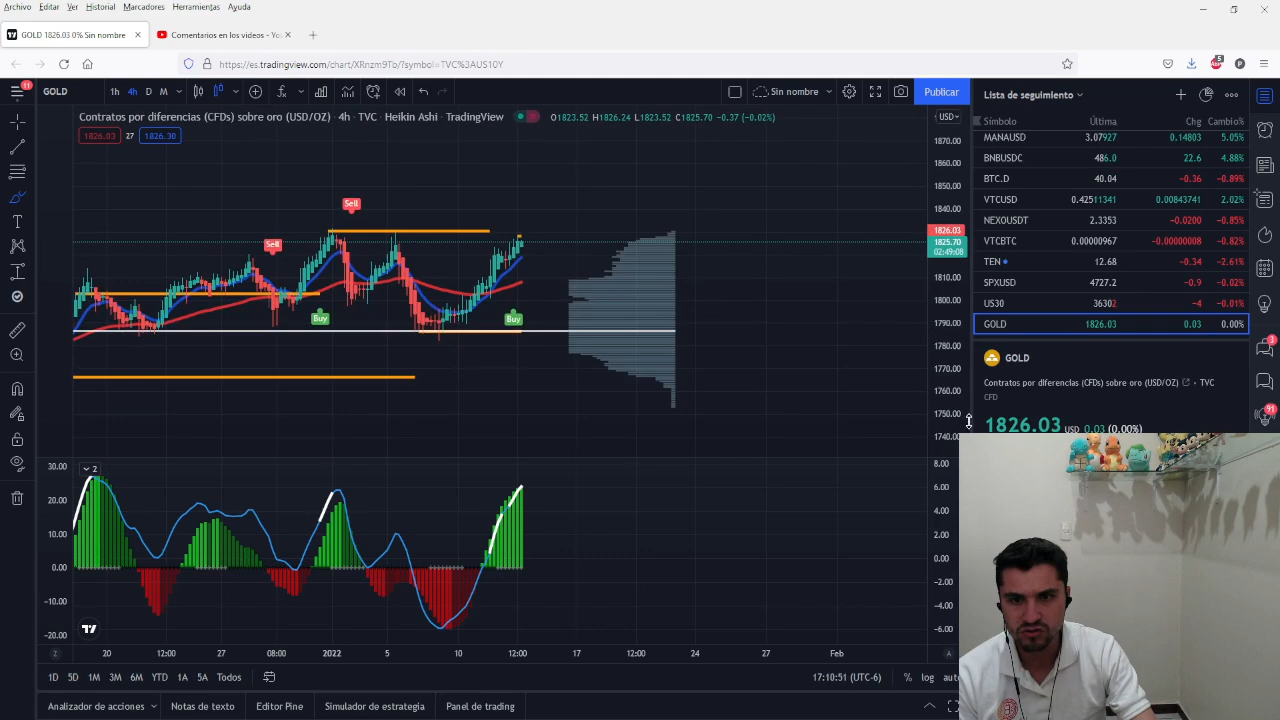 Archivo Editar Ver Historial Marcadores Herramientas Ayuda
GOLD 1826.03 0% Sin nombre
Comentarios en los videos - Yo
https://es.tradingview.com/chart/XRnzm9Tb/?symbol=TVC%3AUS10Y
11
GOLD 1h 4h D M Sin nombre Publicar
Contratos por diferencias (CFDs) sobre oro (USD/OZ) · 4h · TVC · Heikin Ashi · TradingView O1823.52 H1826.24 L1823.52 C1825.70 -0.37 (-0.02%)
1826.03 27 1826.30
USD
1870.00
1860.00
1850.00
1840.00
1826.03
1825.70
02:49:08
1810.00
1800.00
1790.00
1780.00
1770.00
1760.00
1750.00
1740.00
Sell
Sell
Buy
Buy
2
30.00
20.00
10.00
0.00
-10.00
-20.00
8.00
6.00
4.00
2.00
0.00
-2.00
-4.00
-6.00
Z 20 12:00 27 08:00 2022 5 10 12:00 17 12:00 24 27 Feb A
1D 5D 1M 3M 6M YTD 1A 5A Todos 17:10:51 (UTC-6) % log auto
Analizador de acciones Notas de texto Editor Pine Simulador de estrategia Panel de trading
Lista de seguimiento
Símbolo Última Chg Cambio%
MANAUSD 3.07927 0.14803 5.05%
BNBUSDC 486.0 22.6 4.88%
BTC.D 40.04 -0.36 -0.89%
VTCUSD 0.42511341 0.00843741 2.02%
NEXOUSDT 2.3353 -0.0200 -0.85%
VTCBTC 0.00000967 -0.00000008 -0.82%
TEN 12.68 -0.34 -2.61%
SPXUSD 4727.2 -0.9 -0.02%
US30 36302 -4 -0.01%
GOLD 1826.03 0.03 0.00%
GOLD
Contratos por diferencias (CFDs) sobre oro (USD/OZ) · TVC
CFD
1826.03 USD 0.03 (0.00%)
3
91